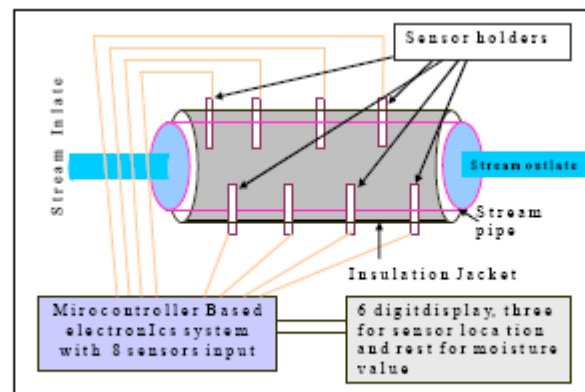 Sensor holders
Stream Inlate
Stream outlate
Stream
pipe
Insulation Jacket
Mirocontroller Based
electronIcs system
with 8 sensors input
6 digitdisplay, three
for sensor location
and rest for moisture
value